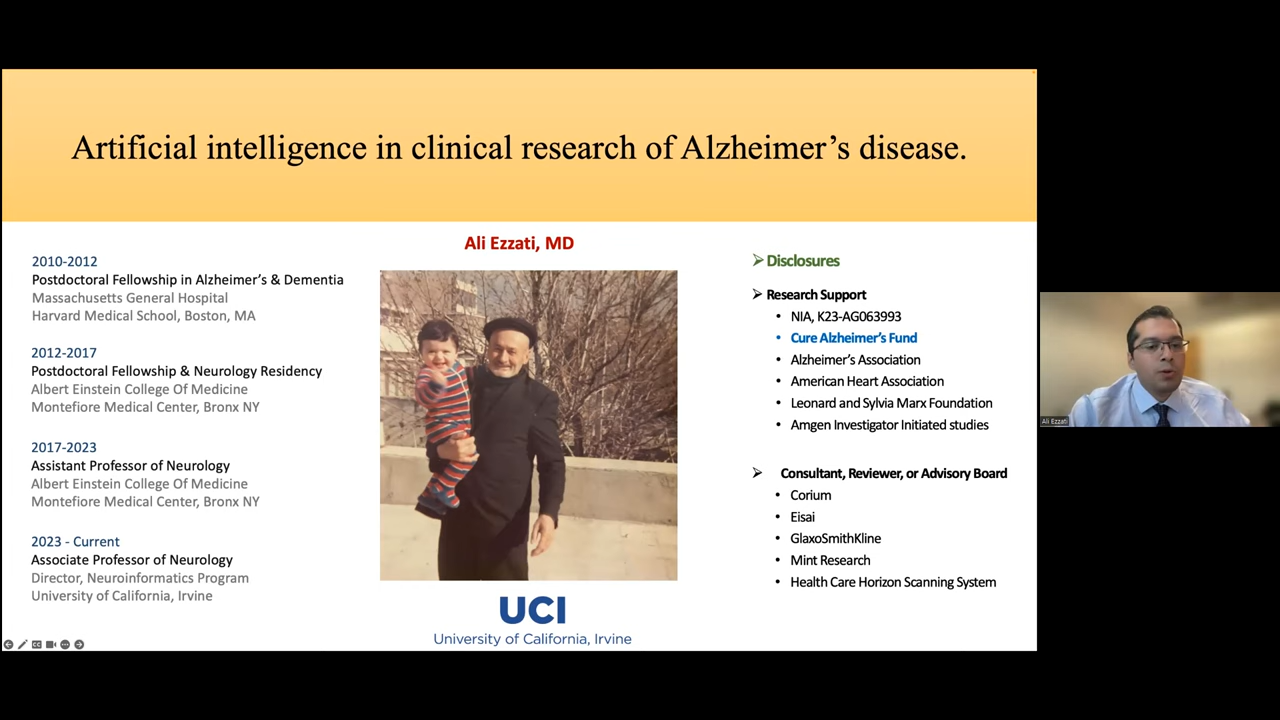 Artificial intelligence in clinical research of Alzheimer's disease.
Ali Ezzati, MD
2010-2012
Postdoctoral Fellowship in Alzheimer's & Dementia
Massachusetts General Hospital
Harvard Medical School, Boston, MA
2012-2017
Postdoctoral Fellowship & Neurology Residency
Albert Einstein College Of Medicine
Montefiore Medical Center, Bronx NY
2017-2023
Assistant Professor of Neurology
Albert Einstein College Of Medicine
Montefiore Medical Center, Bronx NY
2023 - Current
Associate Professor of Neurology
Director, Neuroinformatics Program
University of California, Irvine
UCI
University of California, Irvine
➢ Disclosures
➢ Research Support
• NIA, K23-AG063993
• Cure Alzheimer's Fund
• Alzheimer's Association
• American Heart Association
• Leonard and Sylvia Marx Foundation
• Amgen Investigator Initiated studies
➢ Consultant, Reviewer, or Advisory Board
• Corium
• Eisai
• GlaxoSmithKline
• Mint Research
• Health Care Horizon Scanning System
Ali Ezzati